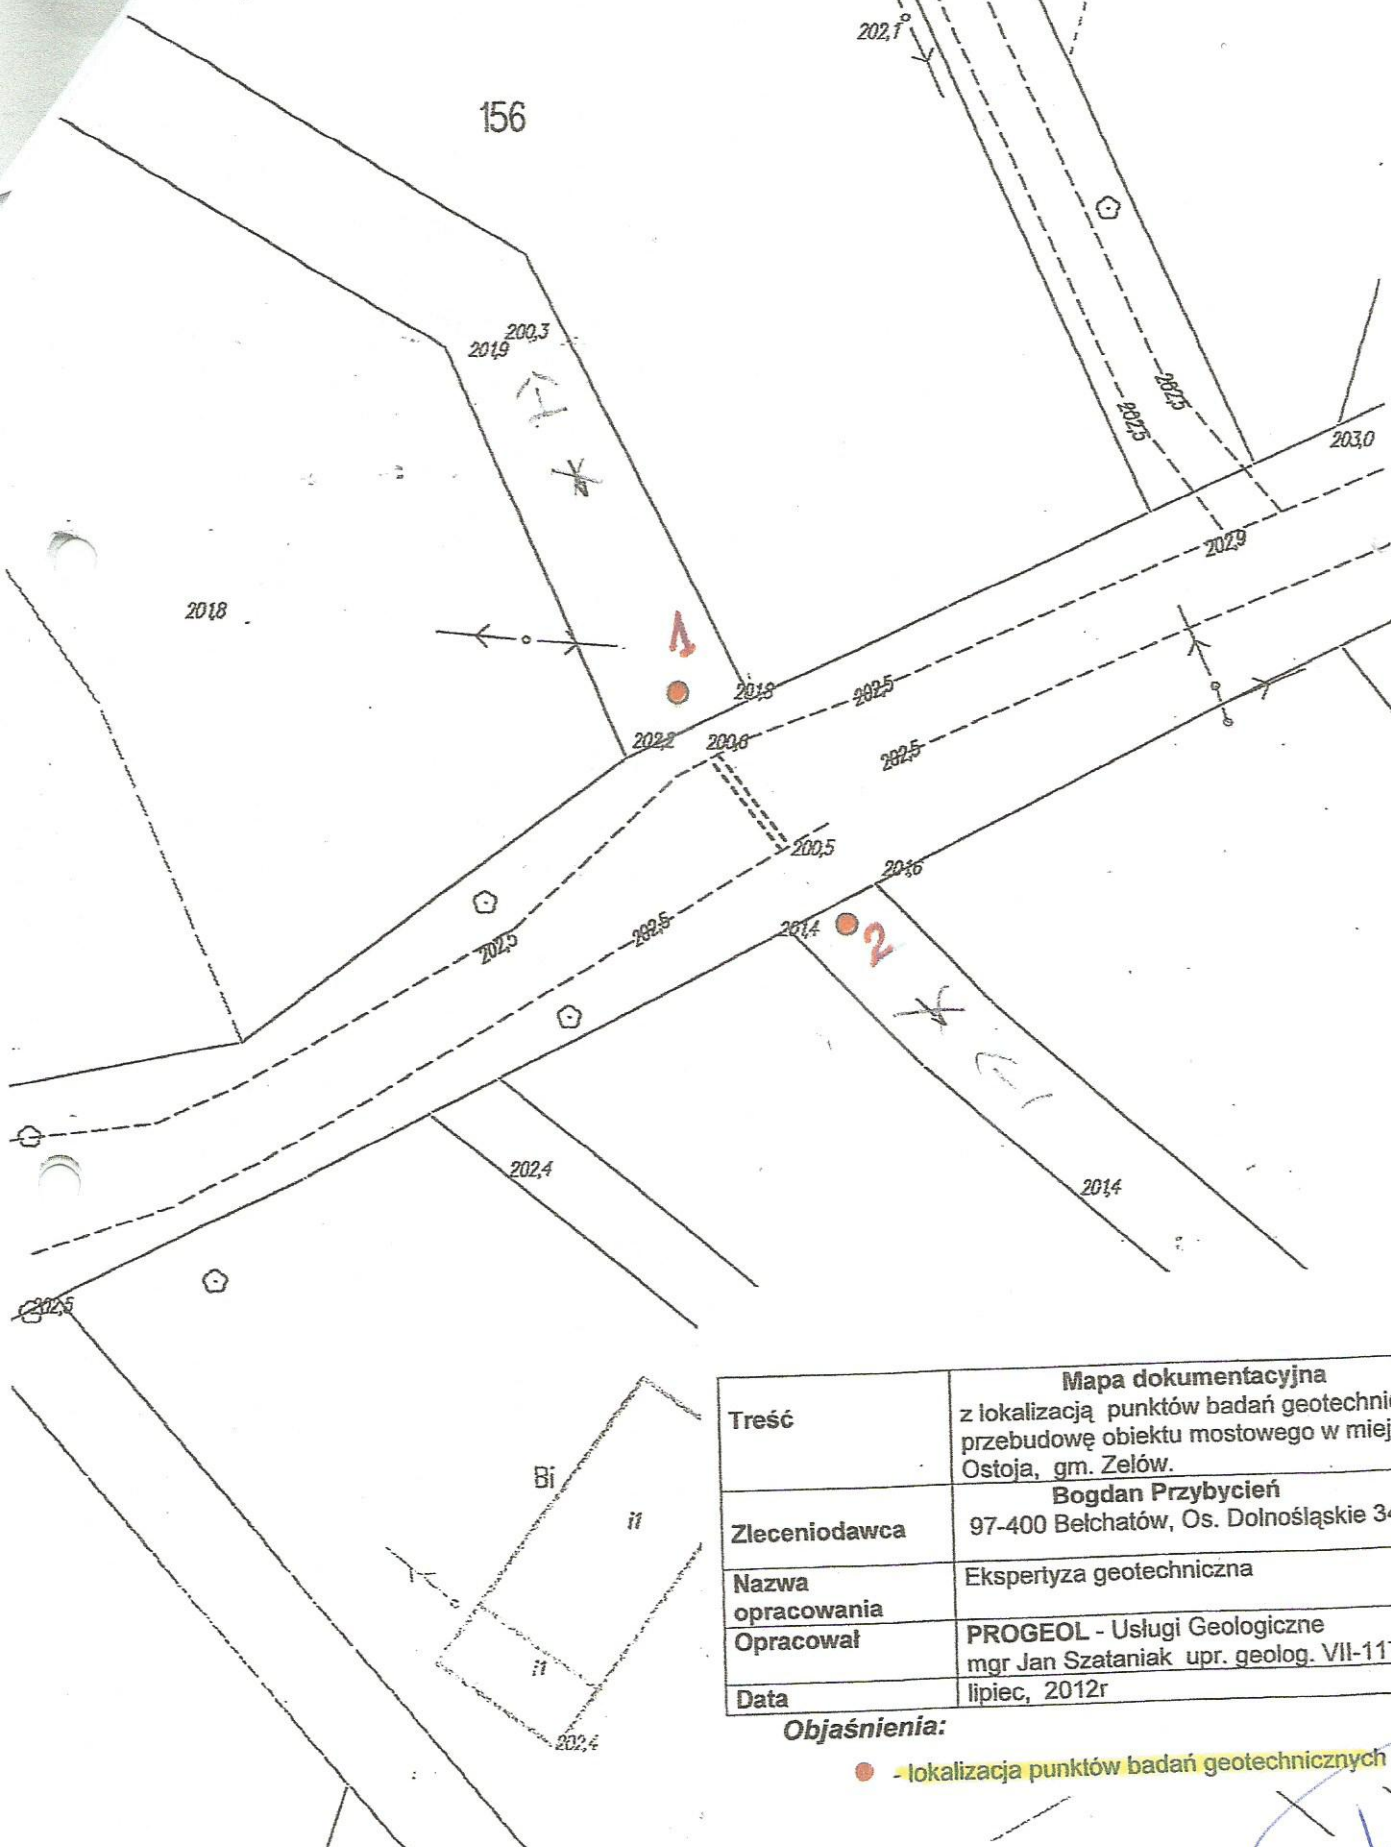 202,1
156
200,3
201,9
202,5
202,5
203,0
202,9
201,8
1
201,8
202,5
202,2
200,6
202,5
200,5
201,6
201,4
2
202,5
202,5
202,4
201,4
202,5
Bi
i1
i1
202,4
Treść
Mapa dokumentacyjna
z lokalizacją punktów badań geotechni
przebudowę obiektu mostowego w miej
Ostoja, gm. Zelów.
Zleceniodawca
Bogdan Przybycień
97-400 Bełchatów, Os. Dolnośląskie 34
Nazwa
opracowania
Ekspertyza geotechniczna
Opracował
PROGEOL - Usługi Geologiczne
mgr Jan Szataniak upr. geolog. VII-117
Data
lipiec, 2012r
Objaśnienia:
- lokalizacja punktów badań geotechnicznych